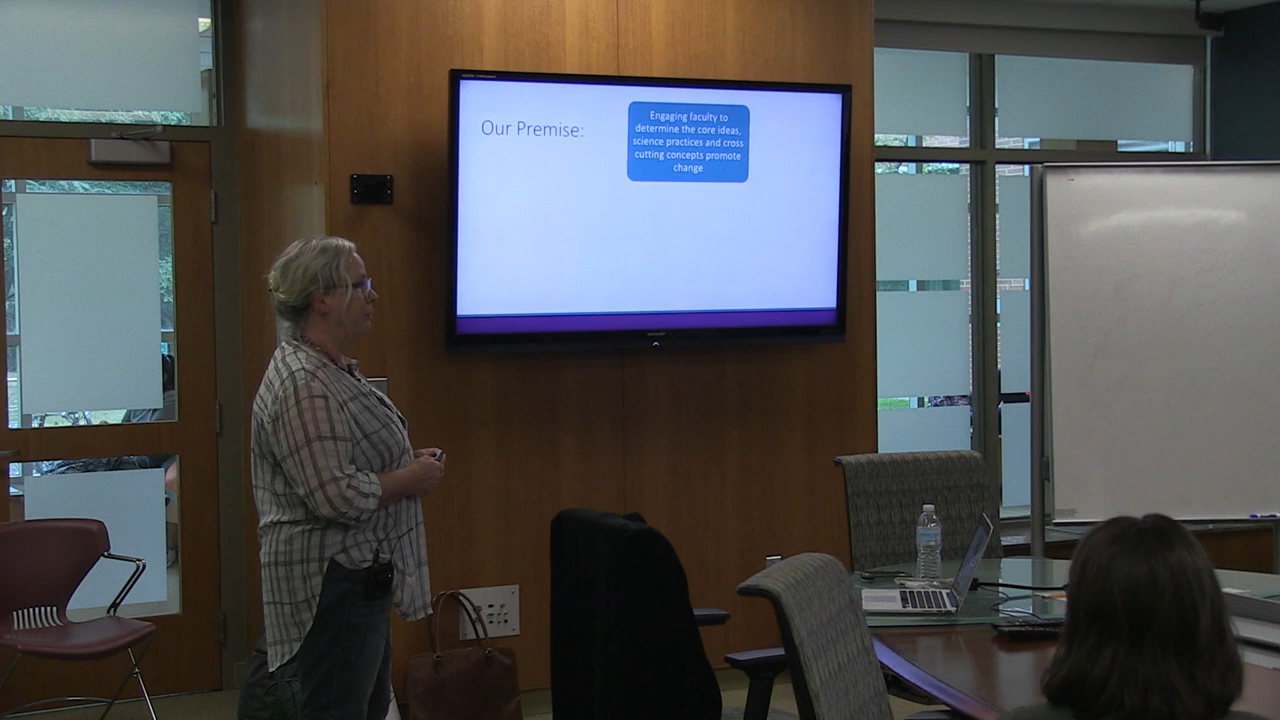 Our Premise:
Engaging faculty to
determine the core ideas,
science practices and cross
cutting concepts promote
change